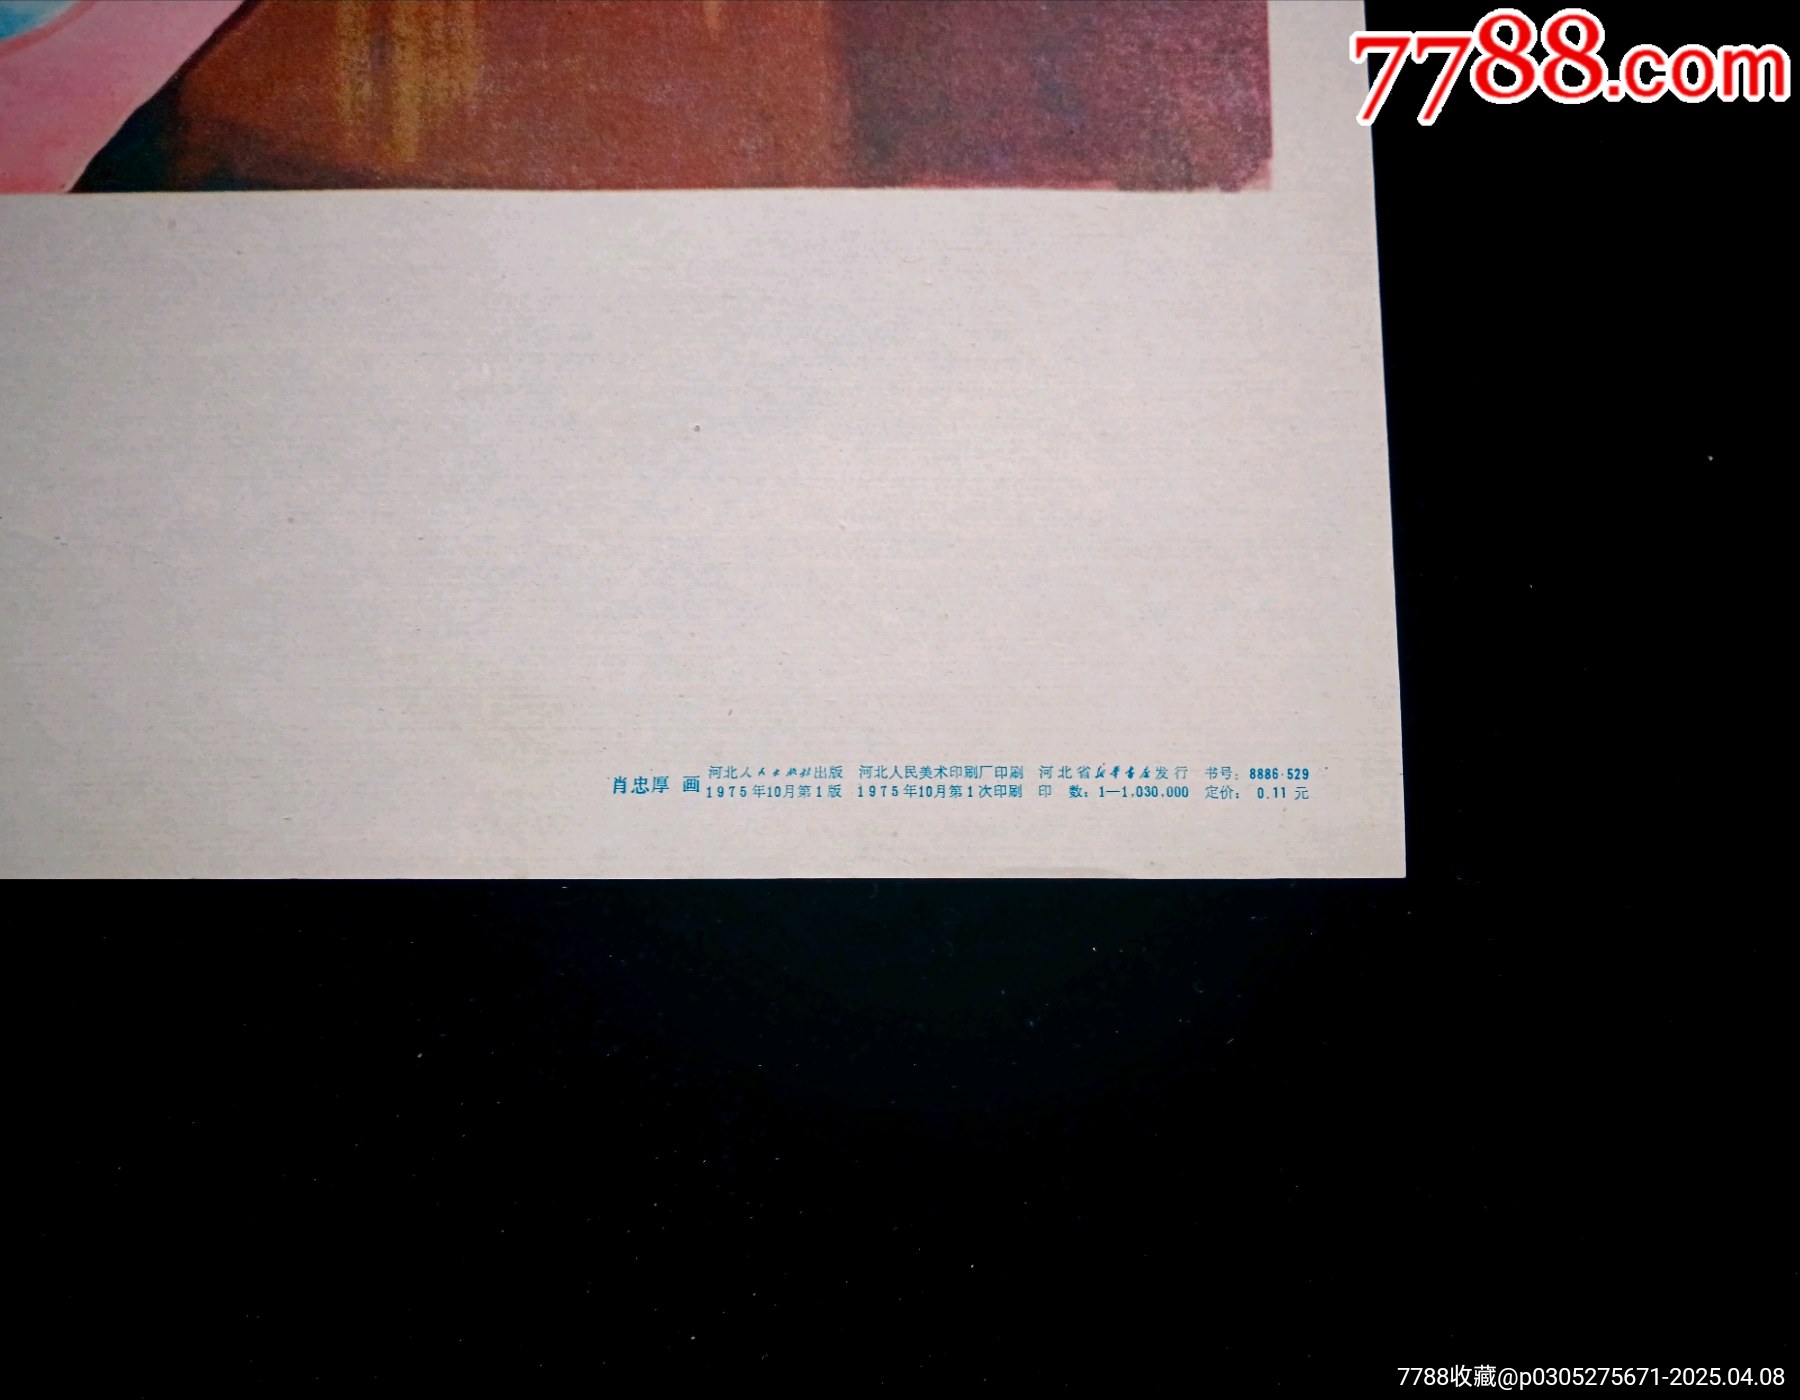 7788.com
肖忠厚 画
河北人民出版社出版 河北人民美术印刷厂印刷 河北省新华书店发行 书号：8886·529
1975年10月第1版 1975年10月第1次印刷 印 数：1—1,030,000 定价： 0.11 元
7788收藏@p0305275671-2025.04.08